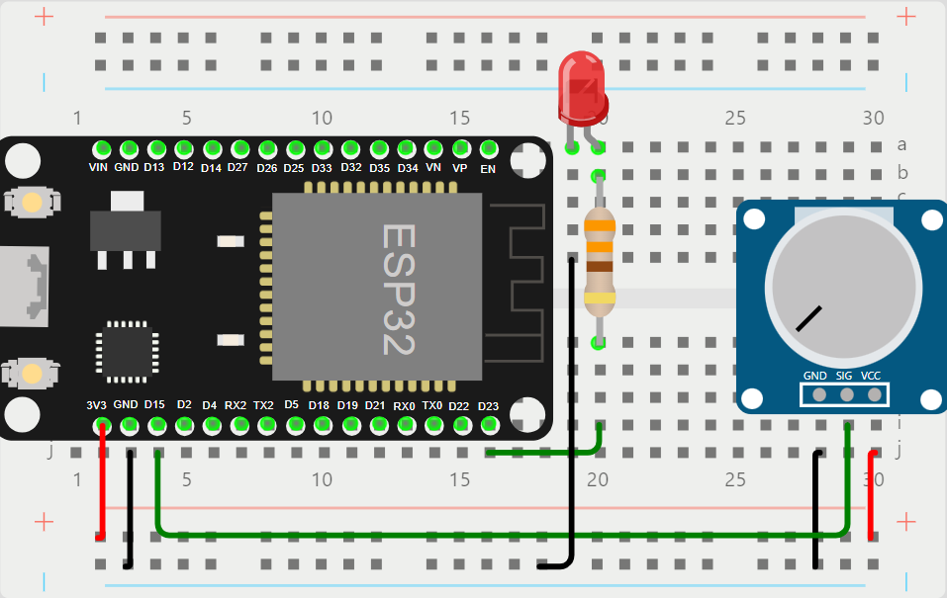 1 5 10 15 20 25 30
a
b
c
VIN GND D13 D12 D14 D27 D26 D25 D33 D32 D35 D34 VN VP EN
ESP32
GND SIG VCC
3V3 GND D15 D2 D4 RX2 TX2 D5 D18 D19 D21 RX0 TX0 D22 D23
i
J j
1 5 10 15 20 25 30